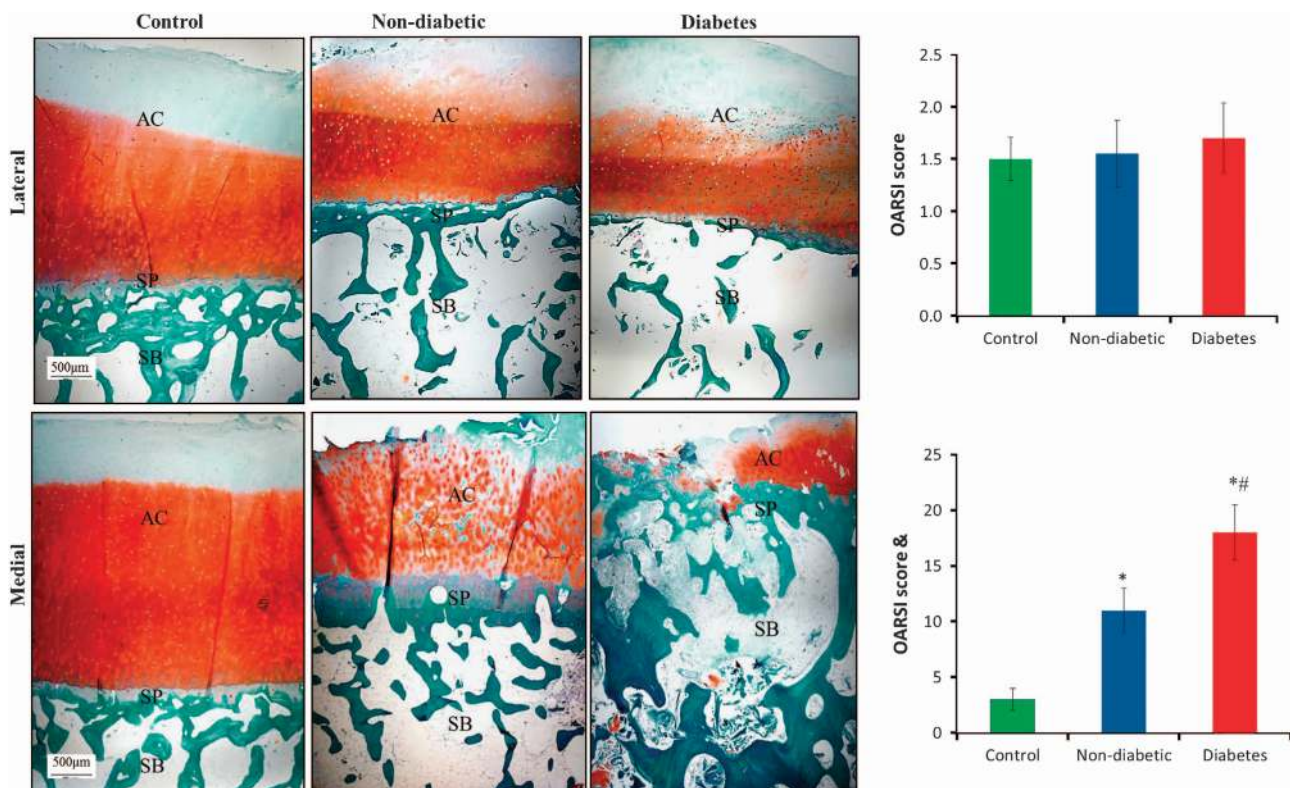 Control
Non-diabetic
Diabetes
Lateral
AC
SP
SB
500μm
AC
SP
SB
AC
SP
SB
OARSI score
2.5
2.0
1.5
1.0
0.5
0.0
Control
Non-diabetic
Diabetes
Medial
AC
SP
SB
500μm
AC
SP
SB
AC
SP
SB
OARSI score &
25
20
15
10
5
0
*
*#
Control
Non-diabetic
Diabetes